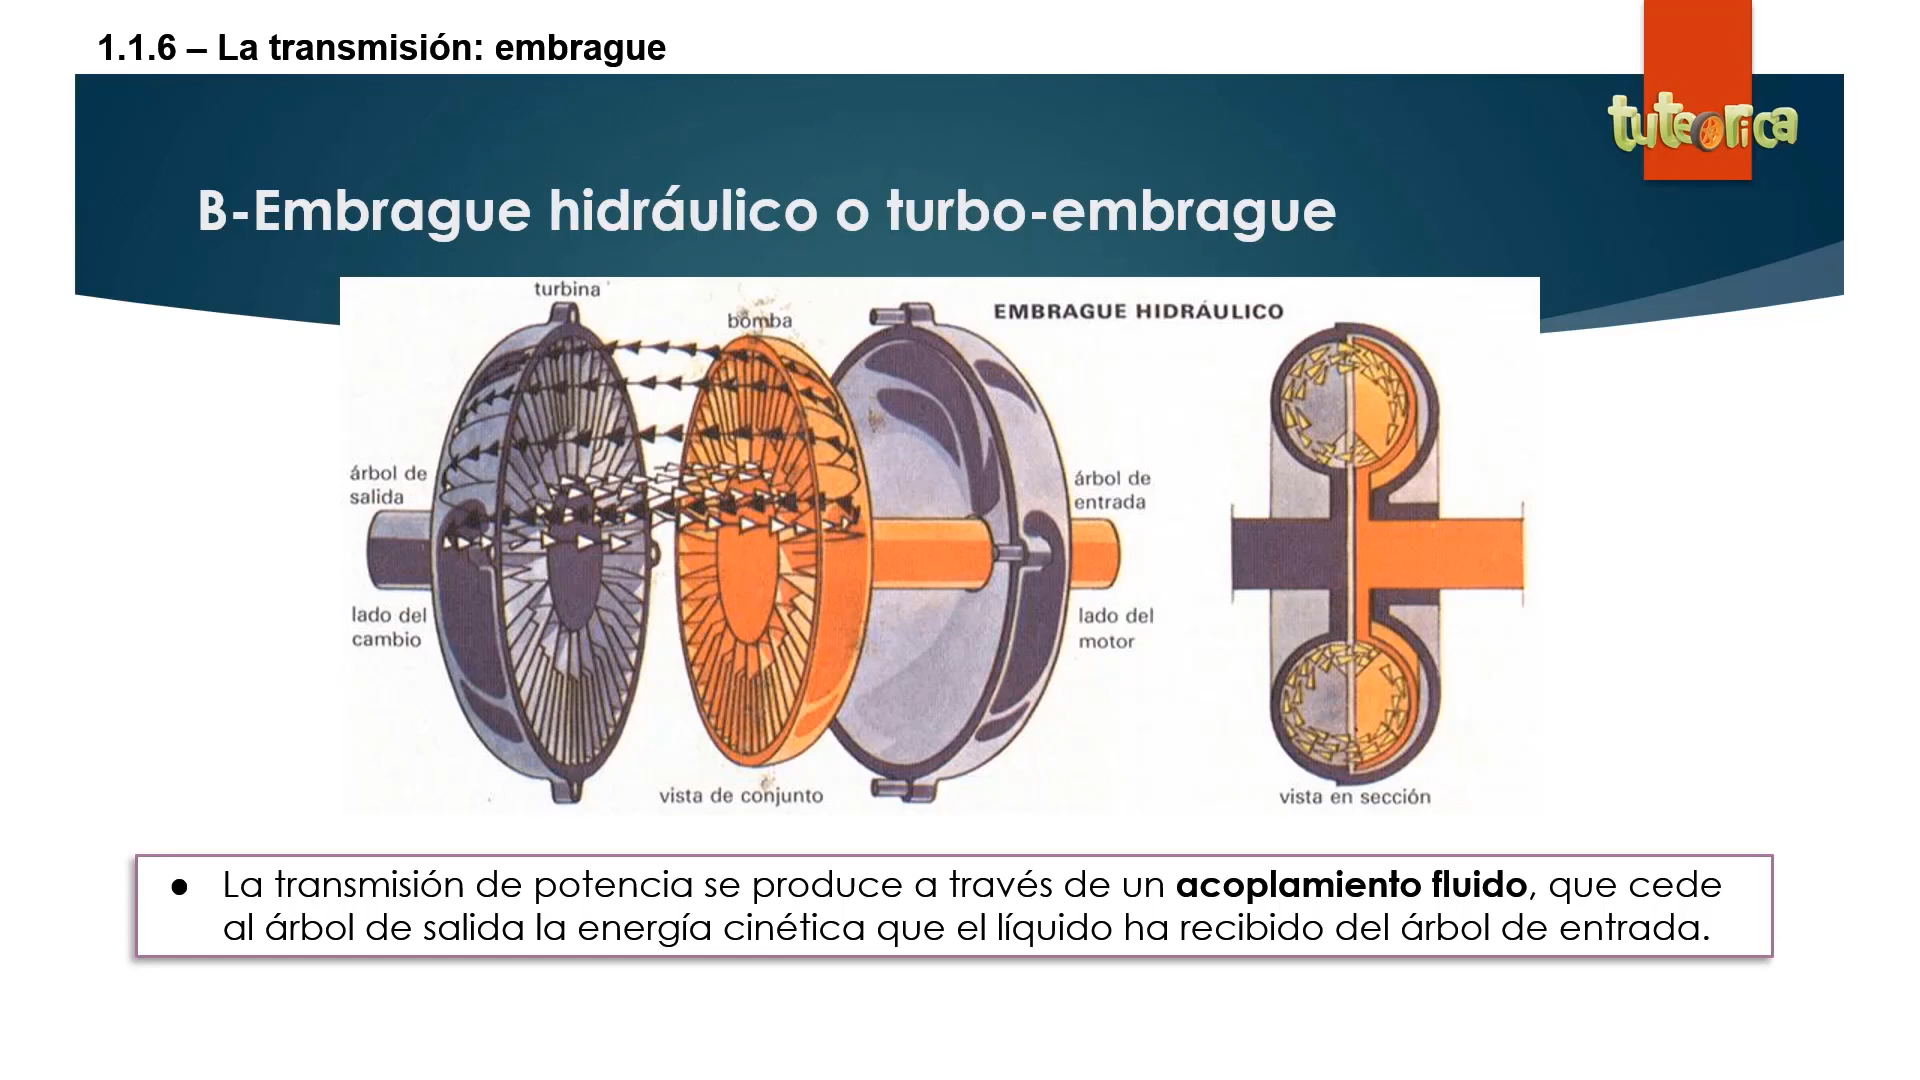 1.1.6 – La transmisión: embrague
tuteorica
B-Embrague hidráulico o turbo-embrague
turbina
bomba
EMBRAGUE HIDRÁULICO
árbol de
salida
árbol de
entrada
lado del
cambio
lado del
motor
vista de conjunto
vista en sección
● La transmisión de potencia se produce a través de un acoplamiento fluido, que cede
al árbol de salida la energía cinética que el líquido ha recibido del árbol de entrada.